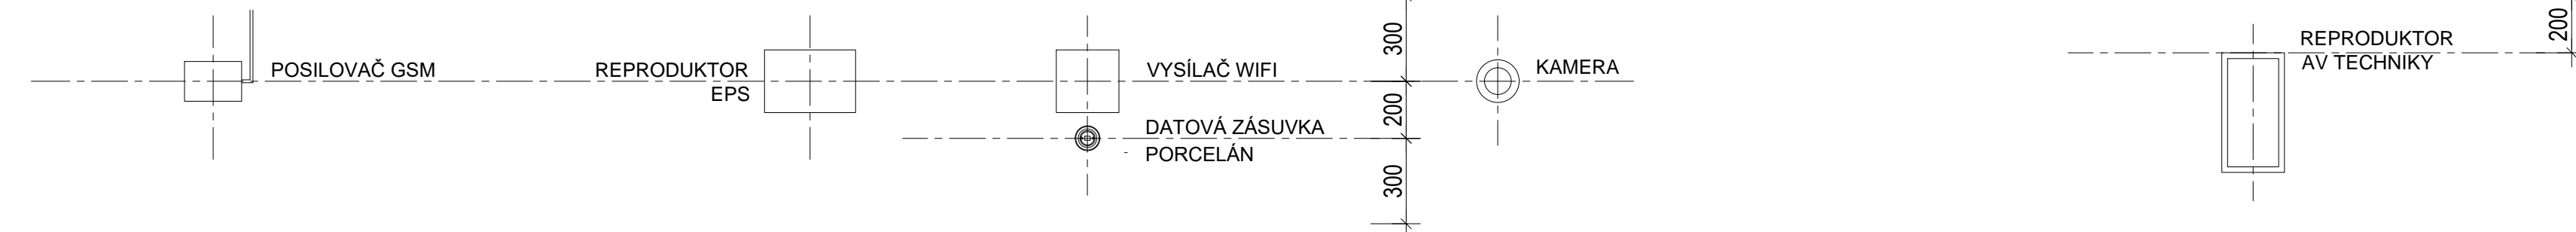 POSILOVAČ GSM
REPRODUKTOR
EPS
VYSÍLAČ WIFI
DATOVÁ ZÁSUVKA
PORCELÁN
300
200
300
KAMERA
REPRODUKTOR
AV TECHNIKY
200